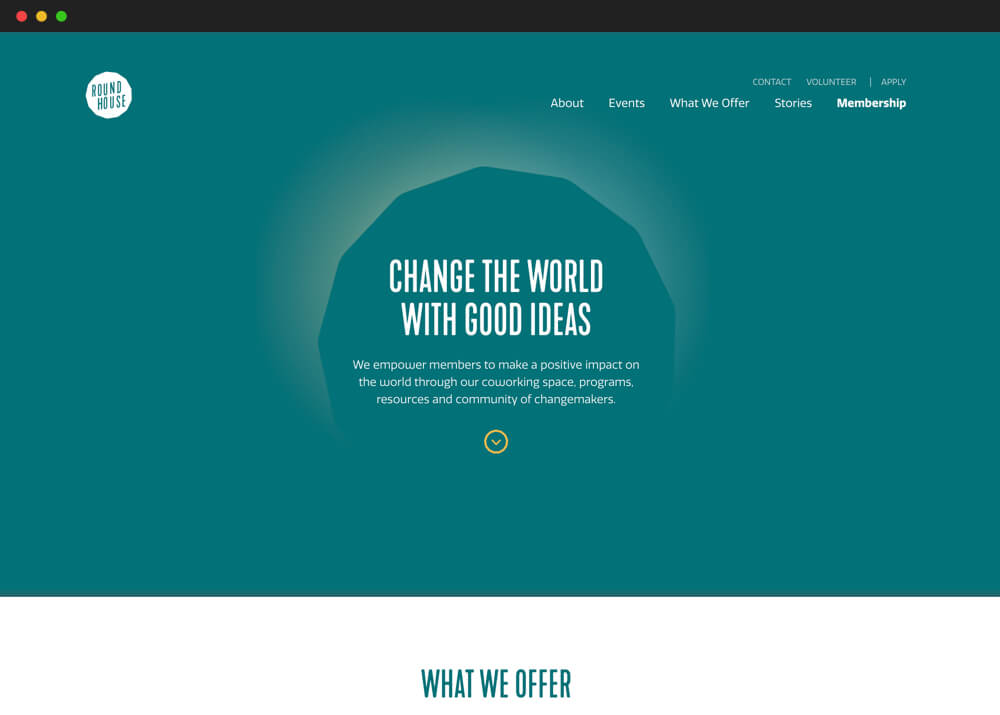 ROUND
HOUSE
CONTACT VOLUNTEER | APPLY
About Events What We Offer Stories Membership
CHANGE THE WORLD
WITH GOOD IDEAS
We empower members to make a positive impact on
the world through our coworking space, programs,
resources and community of changemakers.
WHAT WE OFFER